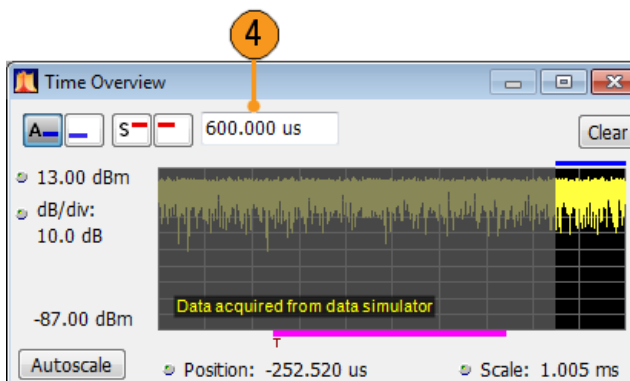 4
Time Overview
A
S
600.000 us
Clear
13.00 dBm
dB/div:
10.0 dB
-87.00 dBm
Data acquired from data simulator
T
Autoscale
Position: -252.520 us
Scale: 1.005 ms